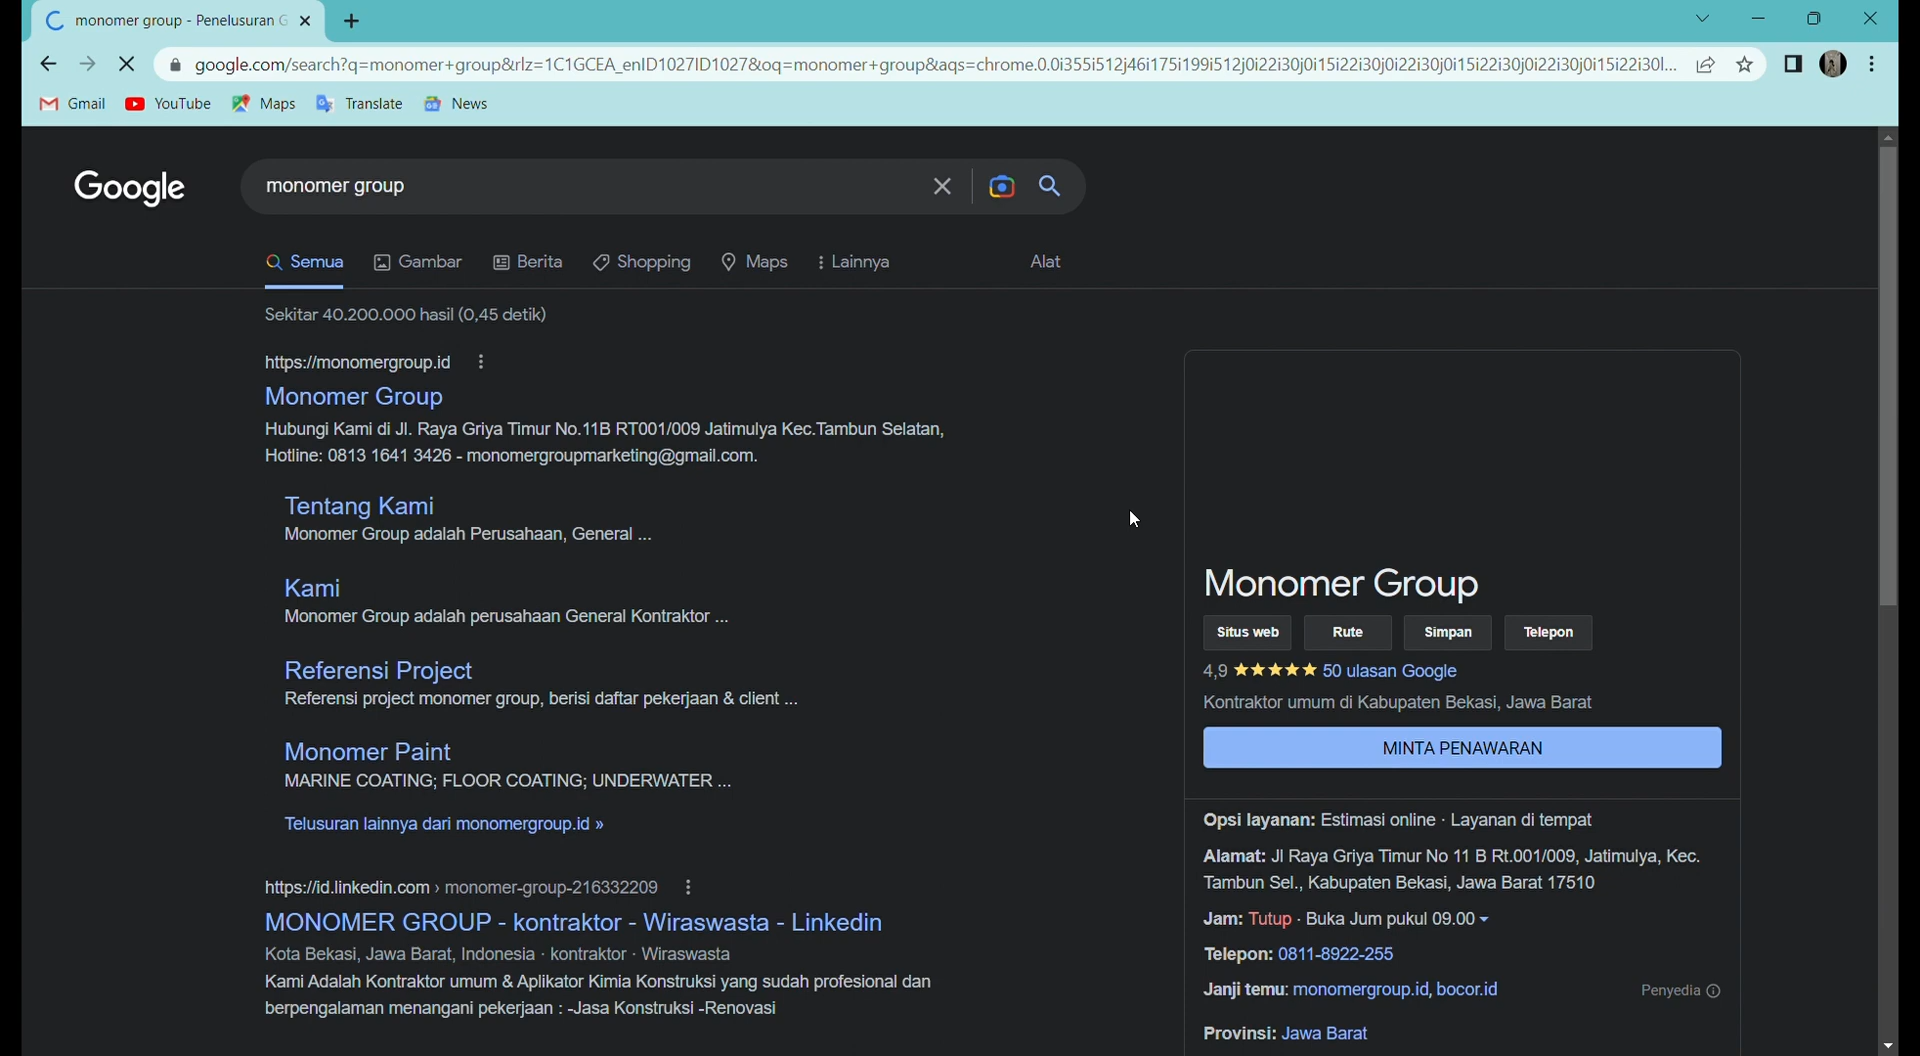 monomer group - Penelusuran G
google.com/search?q=monomer+group&rlz=1C1GCEA_enID1027ID1027&oq=monomer+group&aqs=chrome.0.0i355i512j46i175i199i512j0i22i30j0i15i22i30j0i22i30j0i15i22i30j0i22i30j0i15i22i30l...
Gmail YouTube Maps Translate News
Google
monomer group
Semua Gambar Berita Shopping Maps Lainnya Alat
Sekitar 40.200.000 hasil (0,45 detik)
https://monomergroup.id
Monomer Group
Hubungi Kami di Jl. Raya Griya Timur No.11B RT001/009 Jatimulya Kec.Tambun Selatan,
Hotline: 0813 1641 3426 - monomergroupmarketing@gmail.com.
Tentang Kami
Monomer Group adalah Perusahaan, General ...
Kami
Monomer Group adalah perusahaan General Kontraktor ...
Referensi Project
Referensi project monomer group, berisi daftar pekerjaan & client ...
Monomer Paint
MARINE COATING; FLOOR COATING; UNDERWATER ...
Telusuran lainnya dari monomergroup.id »
https://id.linkedin.com › monomer-group-216332209
MONOMER GROUP - kontraktor - Wiraswasta - Linkedin
Kota Bekasi, Jawa Barat, Indonesia · kontraktor · Wiraswasta
Kami Adalah Kontraktor umum & Aplikator Kimia Konstruksi yang sudah profesional dan
berpengalaman menangani pekerjaan : -Jasa Konstruksi -Renovasi
Monomer Group
Situs web Rute Simpan Telepon
4,9 ★★★★★ 50 ulasan Google
Kontraktor umum di Kabupaten Bekasi, Jawa Barat
MINTA PENAWARAN
Opsi layanan: Estimasi online · Layanan di tempat
Alamat: Jl Raya Griya Timur No 11 B Rt.001/009, Jatimulya, Kec.
Tambun Sel., Kabupaten Bekasi, Jawa Barat 17510
Jam: Tutup · Buka Jum pukul 09.00
Telepon: 0811-8922-255
Janji temu: monomergroup.id, bocor.id Penyedia
Provinsi: Jawa Barat